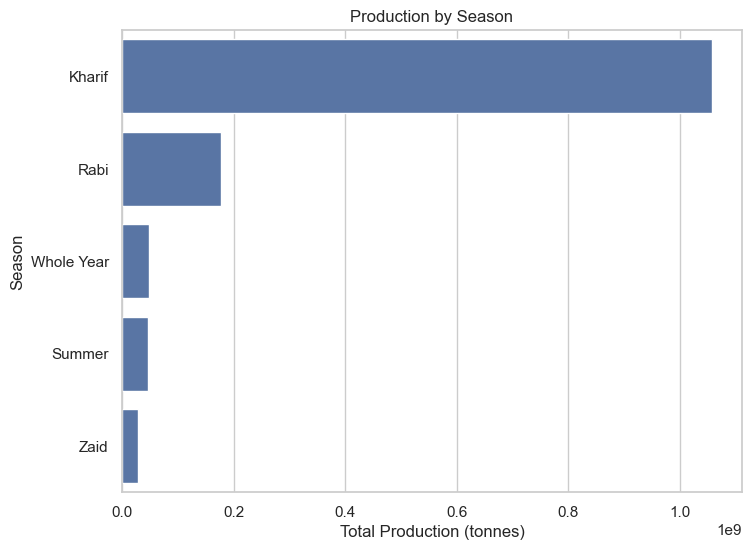 Production by Season
Kharif
Rabi
Whole Year
Summer
Zaid
Season
0.0 0.2 0.4 0.6 0.8 1.0
1e9
Total Production (tonnes)